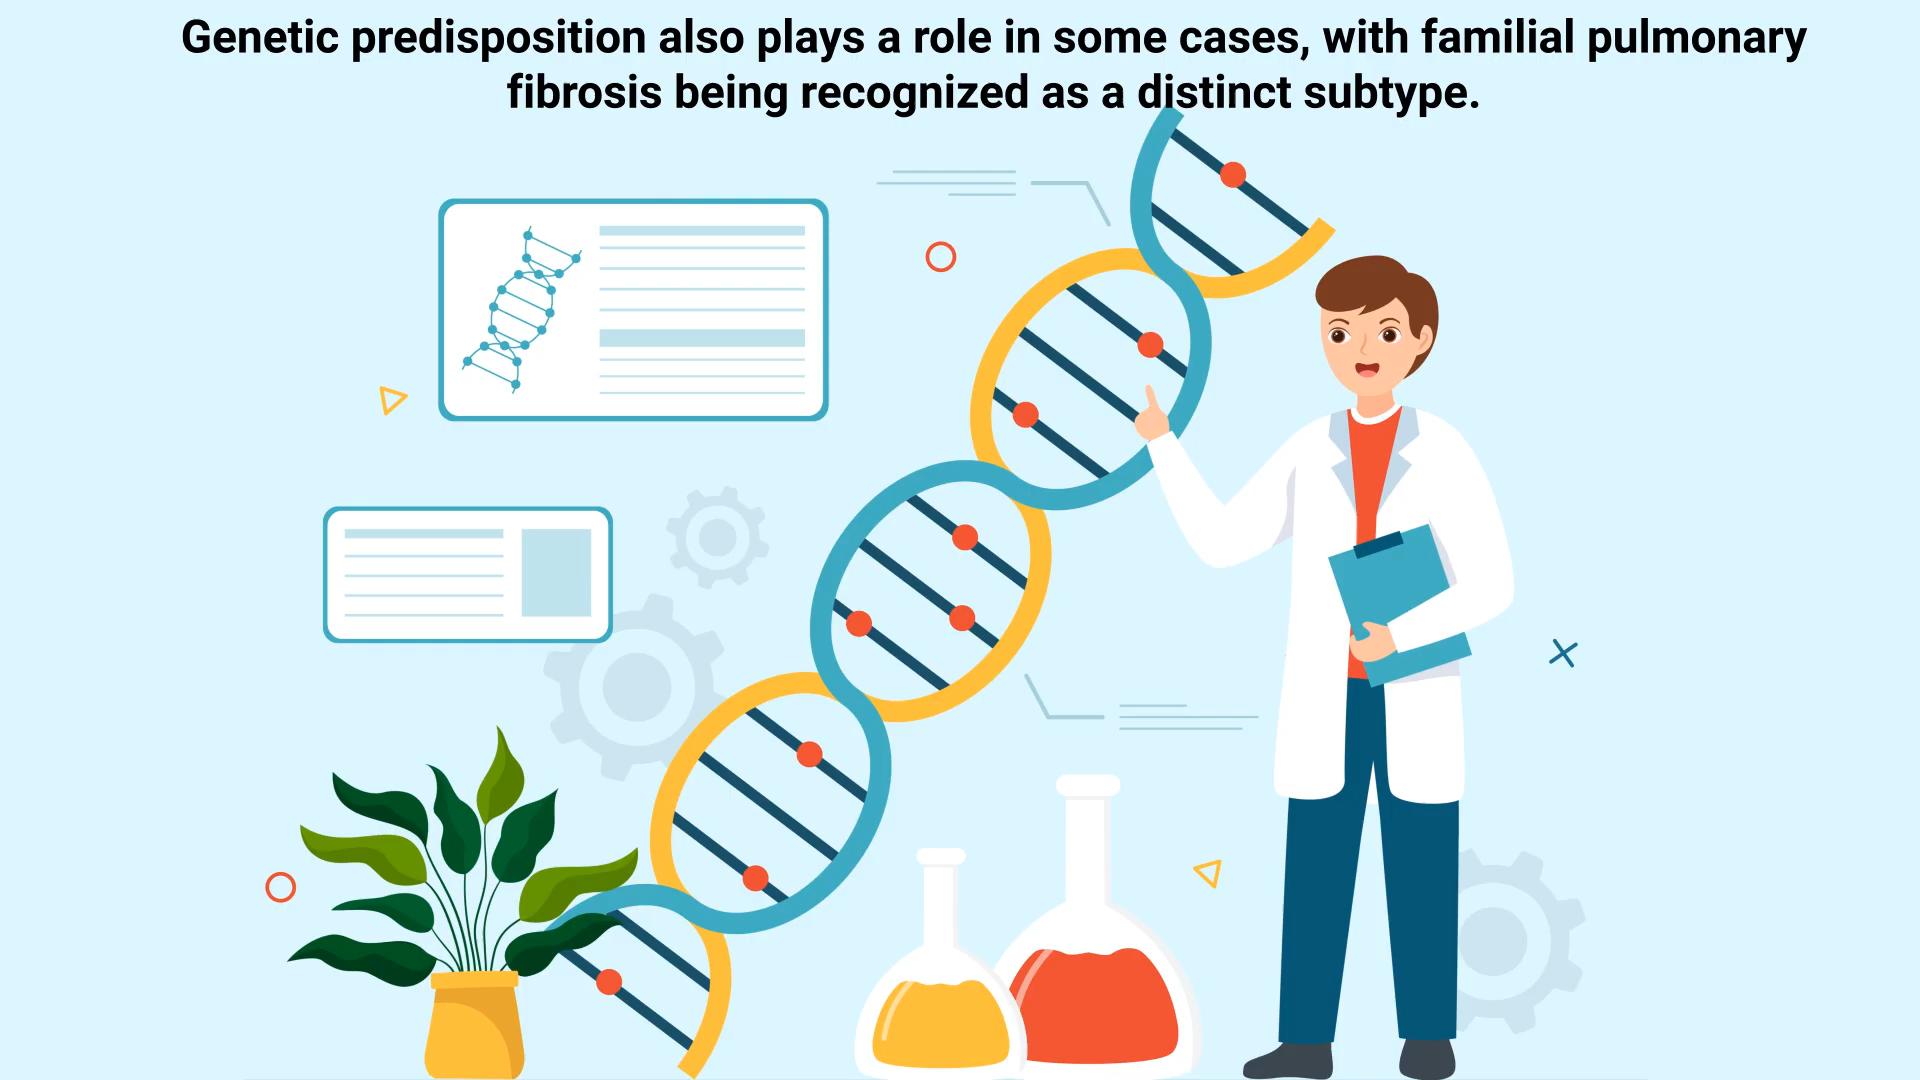 Genetic predisposition also plays a role in some cases, with familial pulmonary
fibrosis being recognized as a distinct subtype.